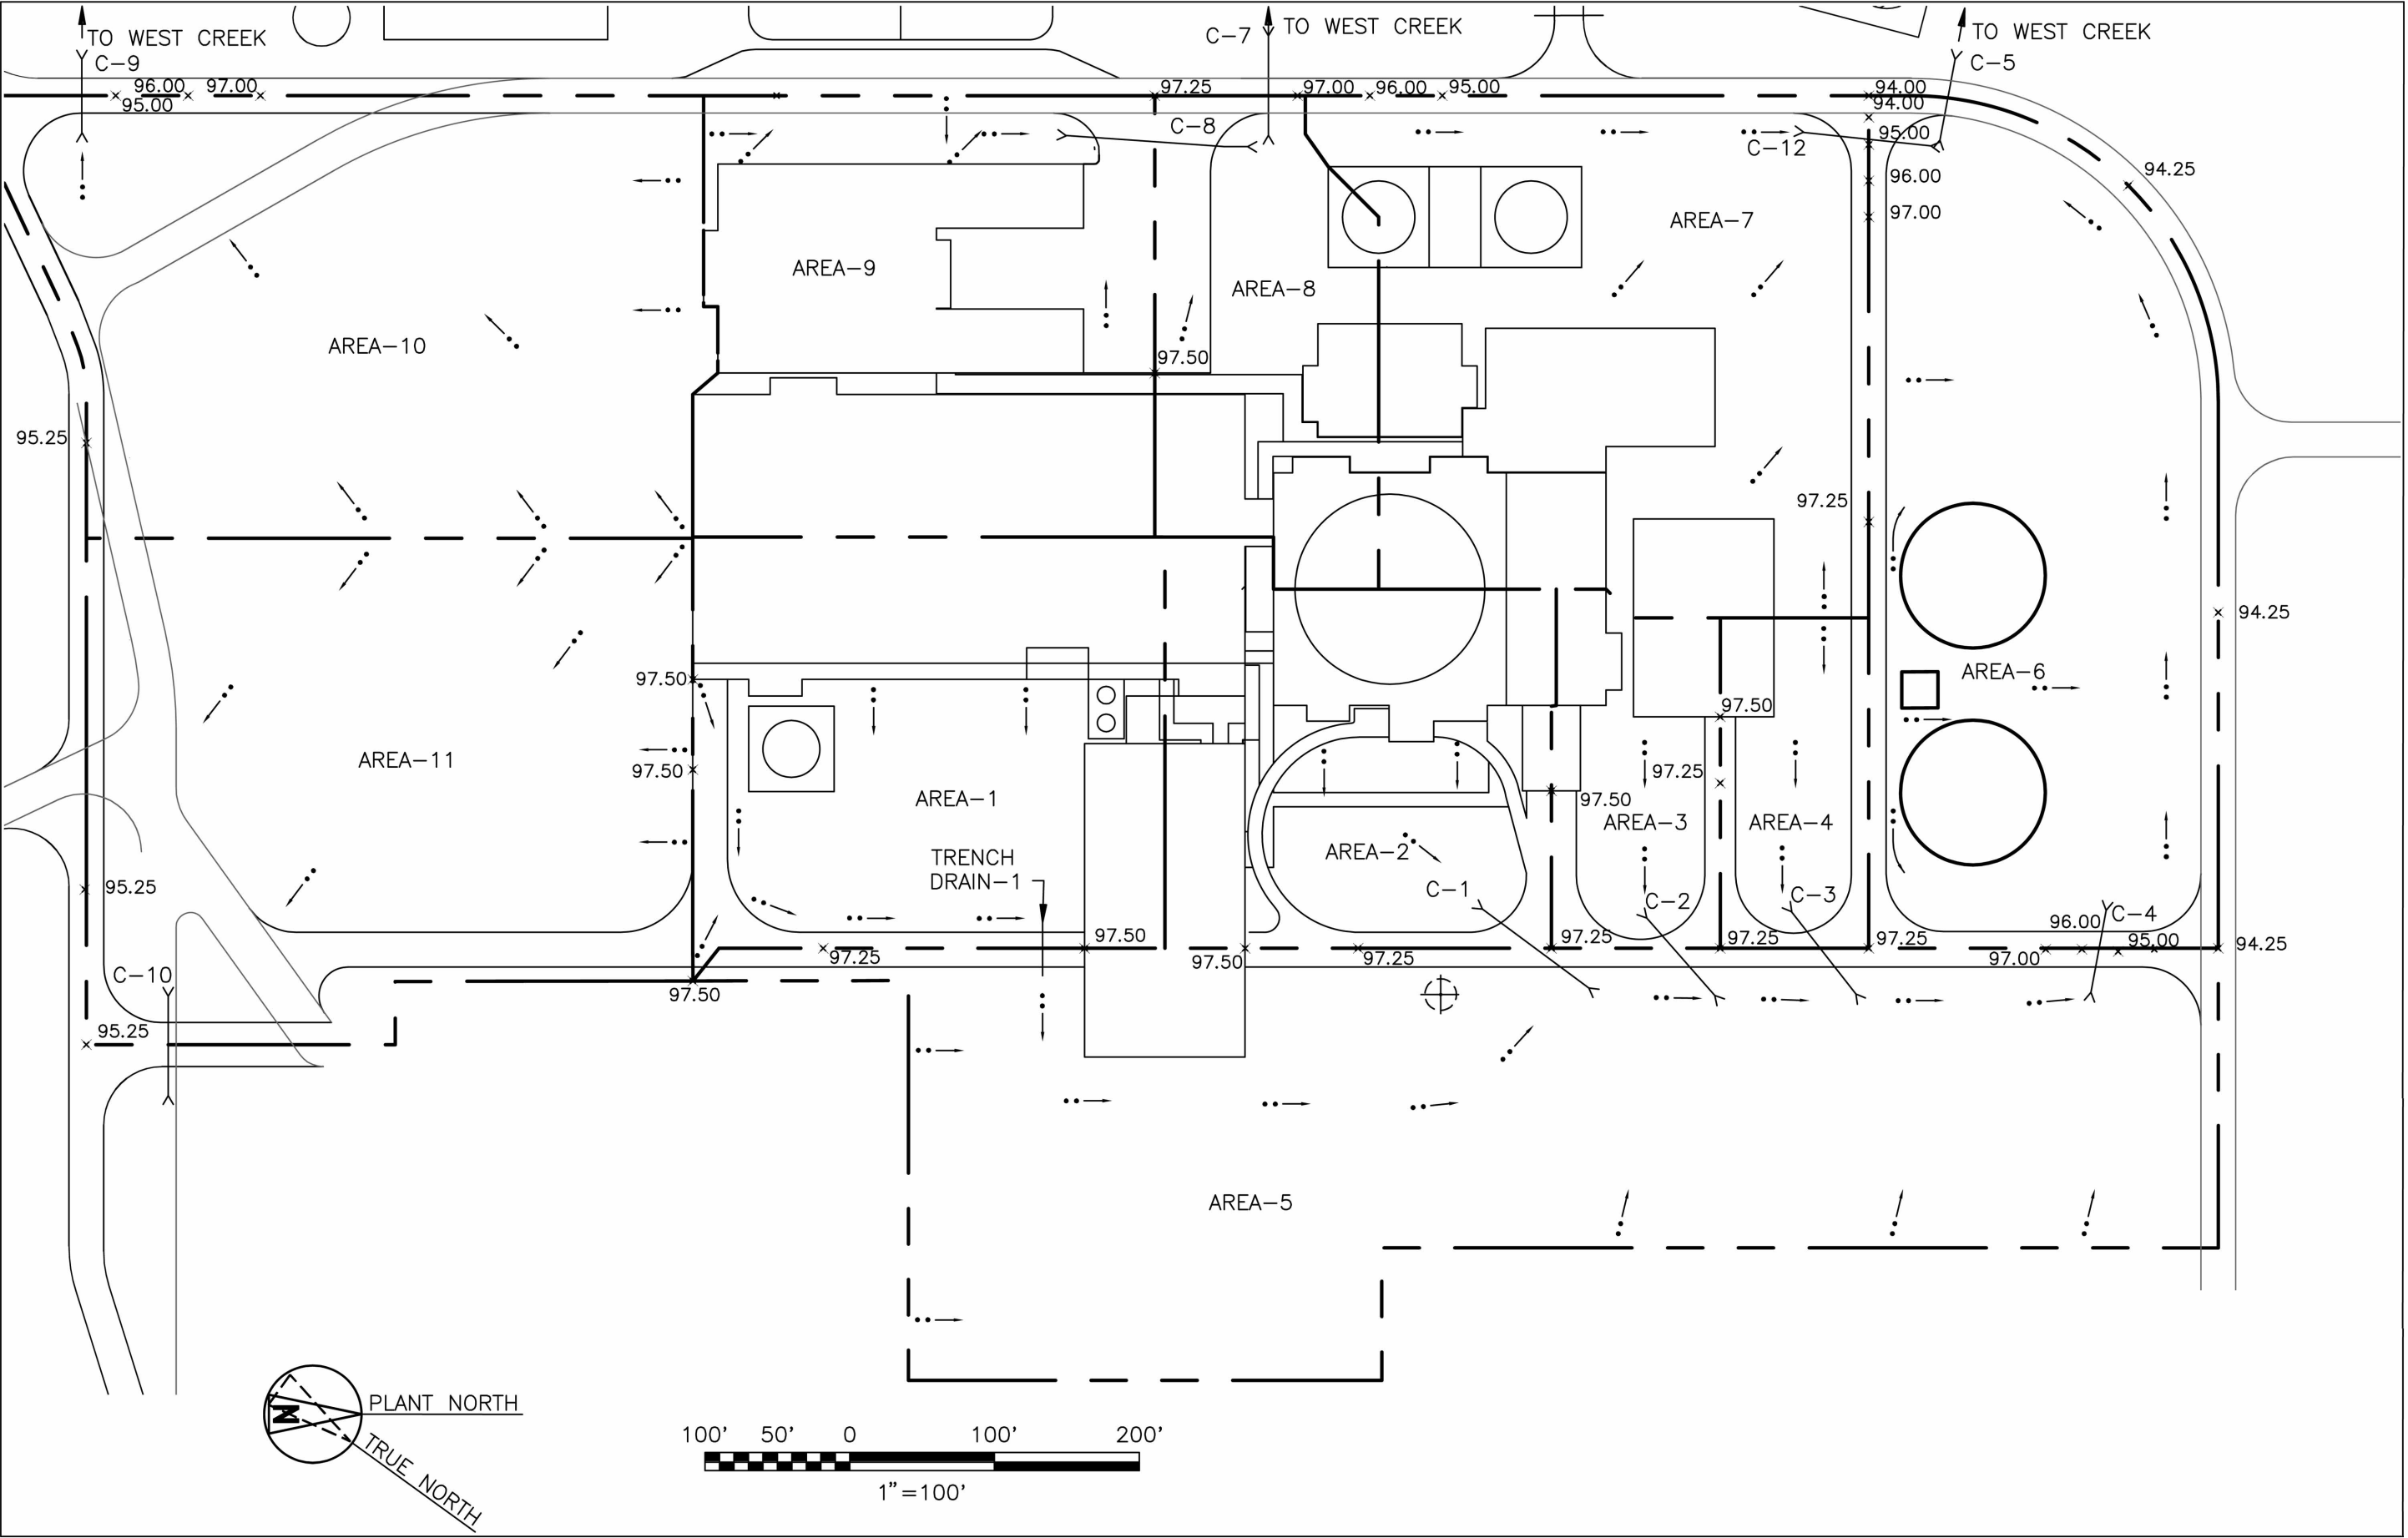 TO WEST CREEK
C-9
96.00
97.00
95.00
C-7
TO WEST CREEK
TO WEST CREEK
C-5
97.25
97.00
96.00
95.00
94.00
94.00
C-8
95.00
C-12
96.00
94.25
97.00
AREA-7
AREA-9
AREA-8
AREA-10
97.50
95.25
97.25
94.25
AREA-6
97.50
97.50
AREA-11
97.50
97.25
AREA-1
97.50
AREA-3
AREA-4
AREA-2
TRENCH
DRAIN-1
95.25
C-1
C-2
C-3
C-4
96.00
97.50
97.25
97.25
97.25
95.00
94.25
97.25
97.50
97.25
97.00
C-10
97.50
95.25
AREA-5
N
PLANT NORTH
TRUE NORTH
100' 50' 0 100' 200'
1"=100'